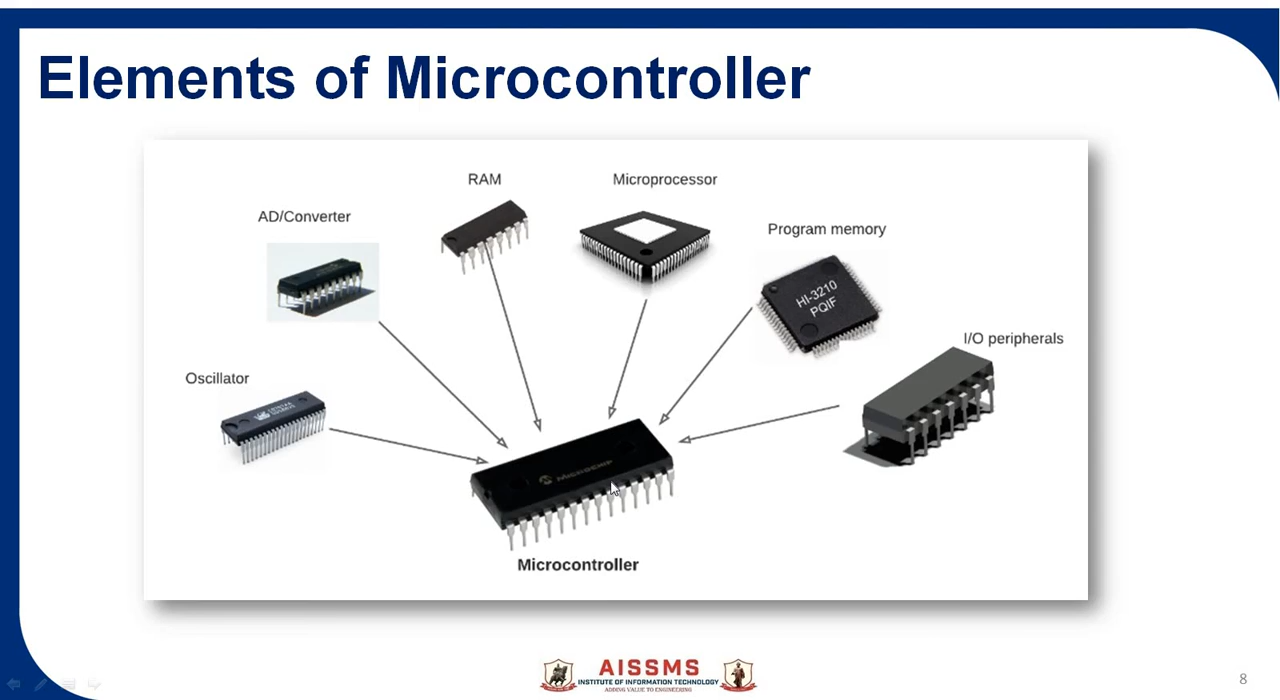 Elements of Microcontroller
RAM
Microprocessor
AD/Converter
Program memory
HI-3210
PQIF
I/O peripherals
Oscillator
MICROCHIP
Microcontroller
AISSMS
INSTITUTE OF INFORMATION TECHNOLOGY
ADDING VALUE TO ENGINEERING
8